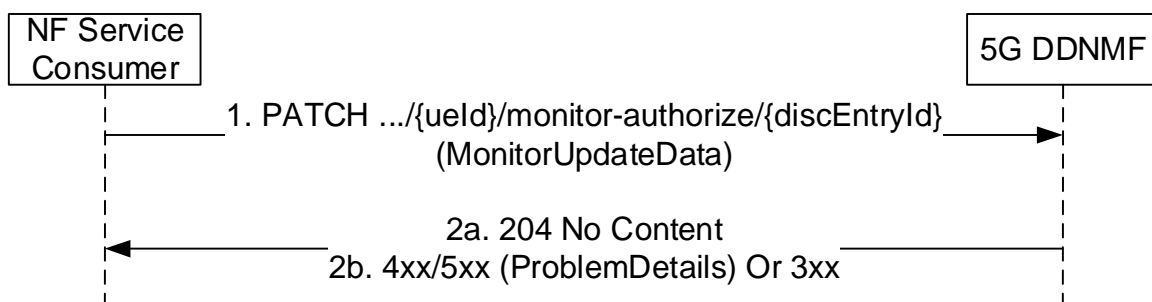 NF Service
Consumer
5G DDNMF
1. PATCH .../{ueId}/monitor-authorize/{discEntryId}
(MonitorUpdateData)
2a. 204 No Content
2b. 4xx/5xx (ProblemDetails) Or 3xx